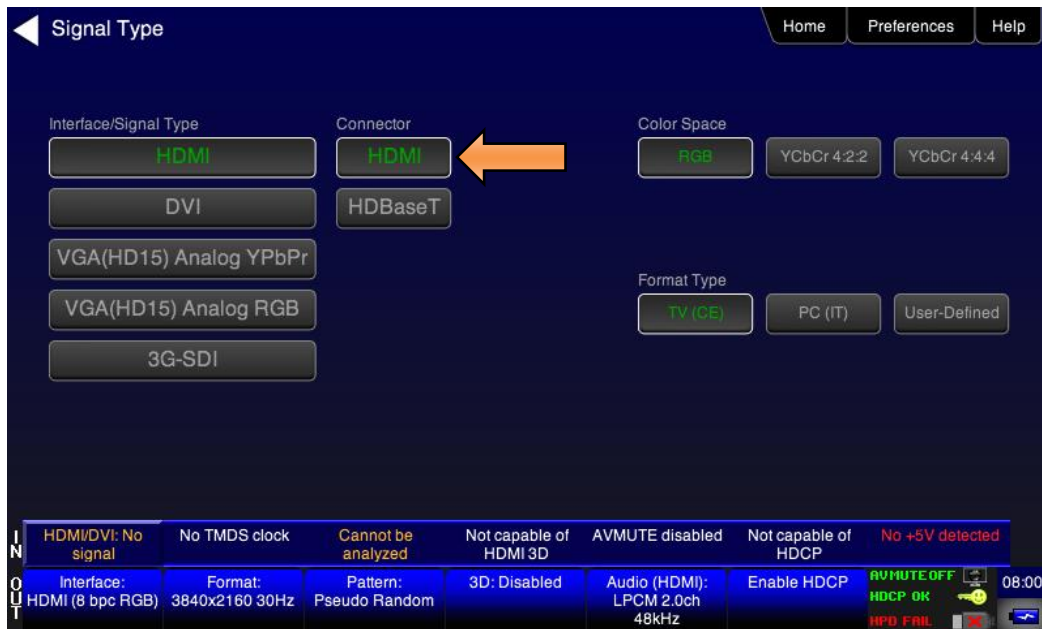 Signal Type
Home
Preferences
Help
Interface/Signal Type
Connector
Color Space
HDMI
HDMI
RGB
YCbCr 4:2:2
YCbCr 4:4:4
DVI
HDBaseT
VGA(HD15) Analog YPbPr
VGA(HD15) Analog RGB
3G-SDI
Format Type
TV (CE)
PC (IT)
User-Defined
IN
HDMI/DVI: No
signal
No TMDS clock
Cannot be
analyzed
Not capable of
HDMI 3D
AVMUTE disabled
Not capable of
HDCP
No +5V detected
OUT
Interface:
HDMI (8 bpc RGB)
Format:
3840x2160 30Hz
Pattern:
Pseudo Random
3D: Disabled
Audio (HDMI):
LPCM 2.0ch
48kHz
Enable HDCP
AVMUTE OFF
HDCP OK
HPD FAIL
08:00